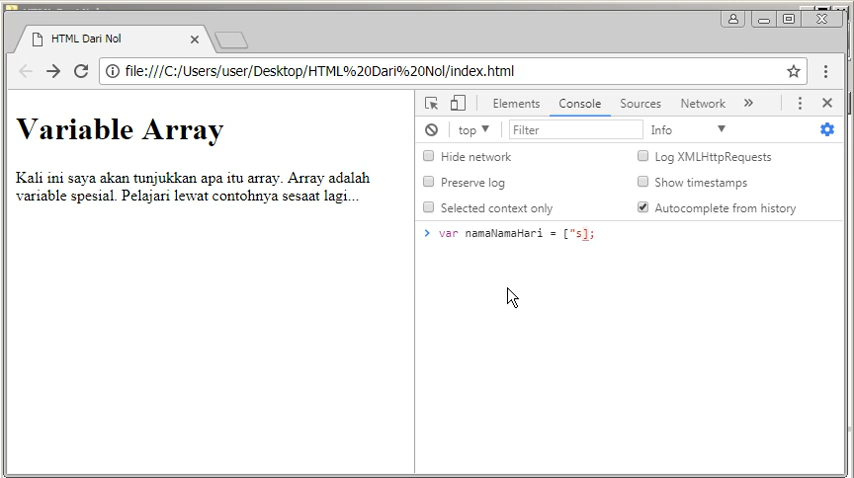 HTML Dari Nol
file:///C:/Users/user/Desktop/HTML%20Dari%20Nol/index.html
Variable Array
Kali ini saya akan tunjukkan apa itu array. Array adalah
variable spesial. Pelajari lewat contohnya sesaat lagi...
Elements Console Sources Network »
top ▼ Filter Info ▼
Hide network Log XMLHttpRequests
Preserve log Show timestamps
Selected context only Autocomplete from history
> var namaNamaHari = ["s];